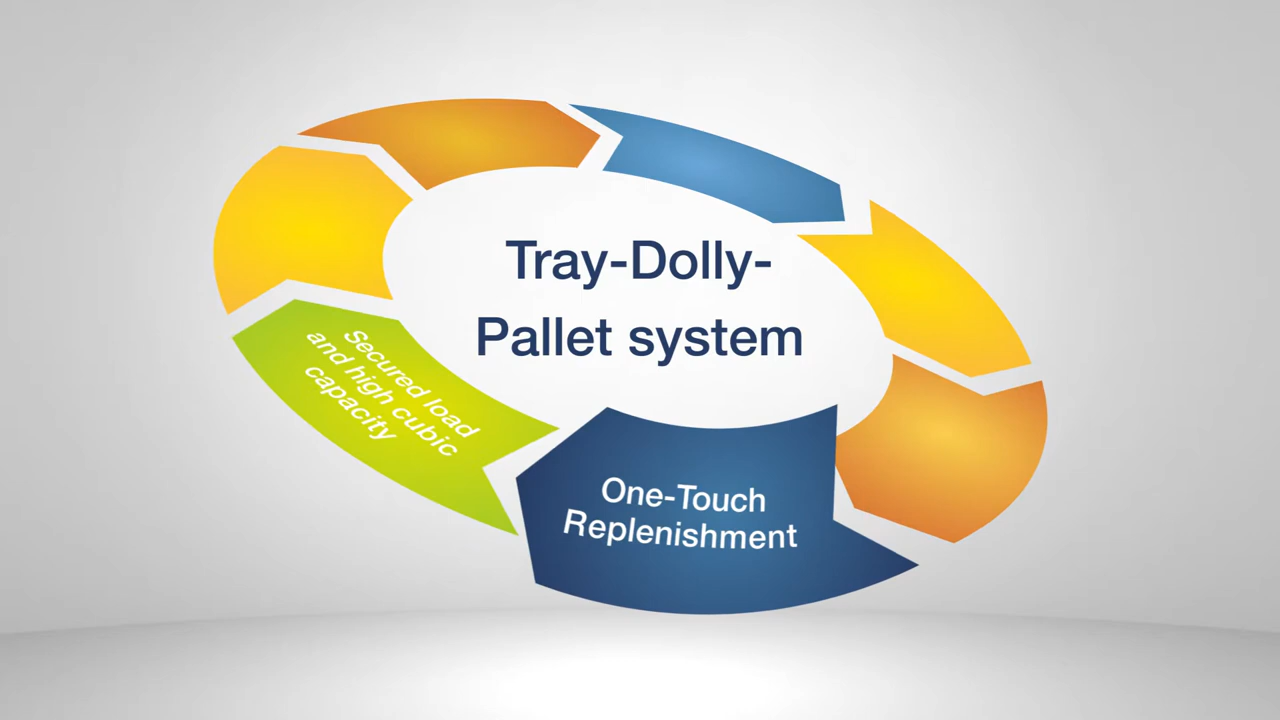 Tray-Dolly-
Pallet system
Secured load
and high cubic
capacity
One-Touch
Replenishment